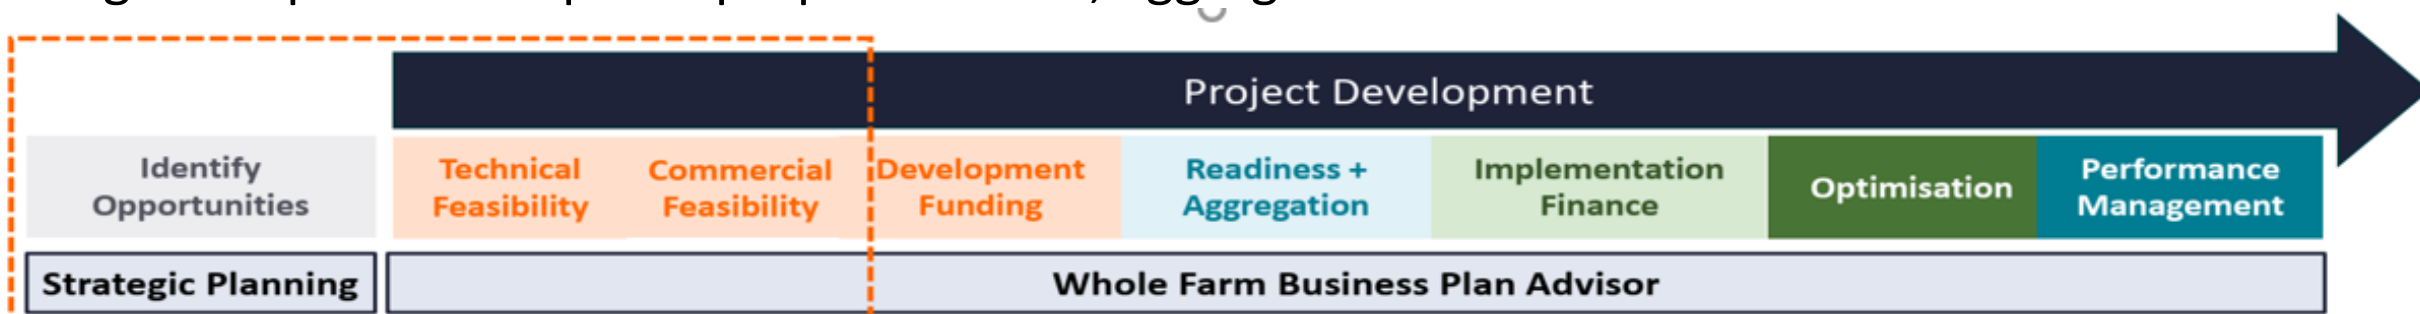 Project Development
Identify
Opportunities
Technical
Feasibility
Commercial
Feasibility
Development
Funding
Readiness +
Aggregation
Implementation
Finance
Optimisation
Performance
Management
Strategic Planning
Whole Farm Business Plan Advisor